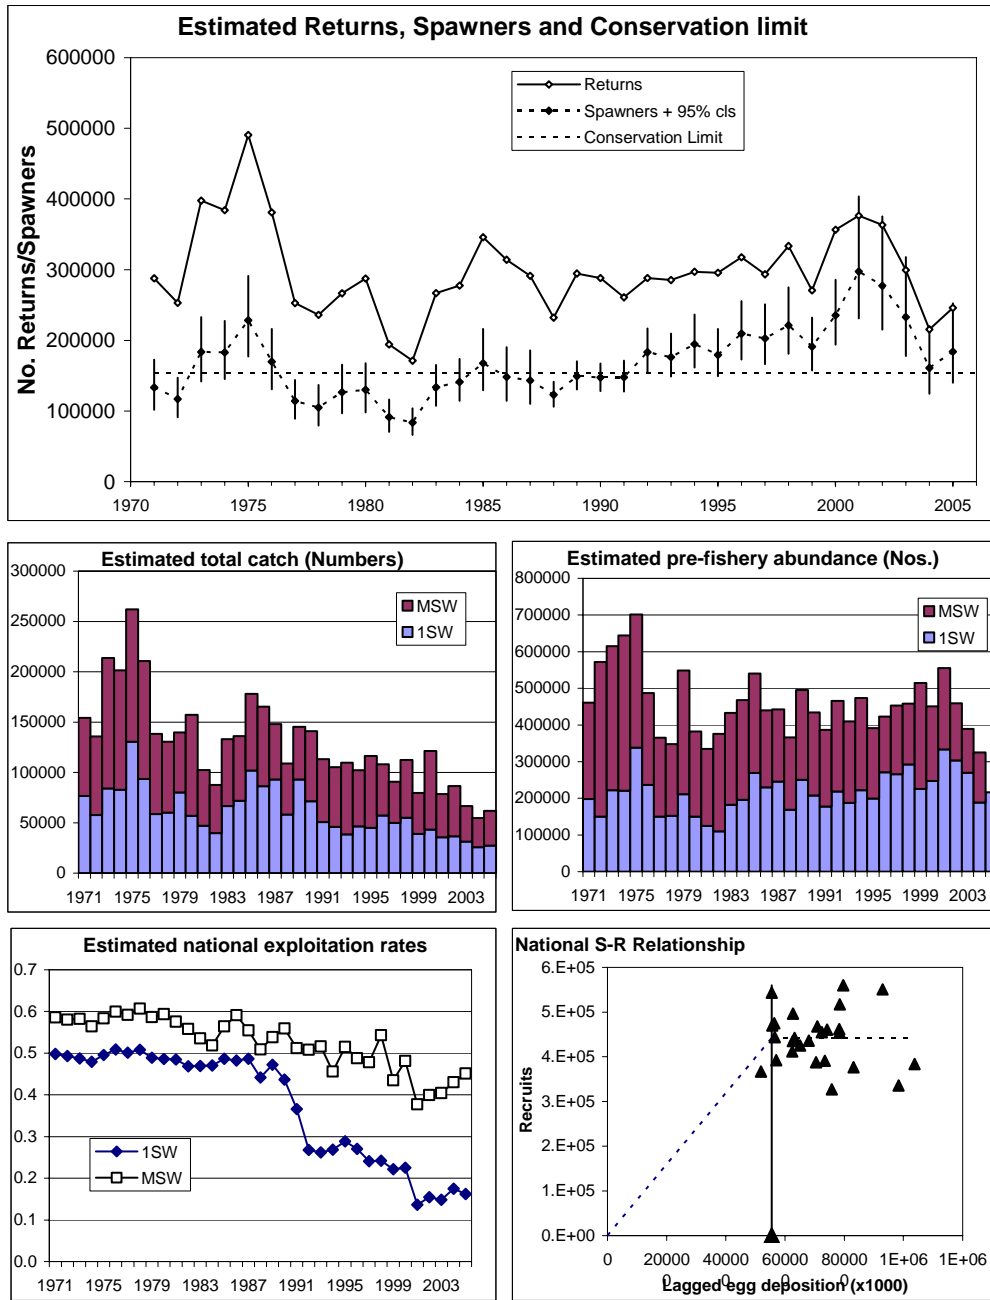 Estimated Returns, Spawners and Conservation limit
600000
500000
400000
300000
200000
100000
0
No. Returns/Spawners
Returns
Spawners + 95% cls
Conservation Limit
1970 1975 1980 1985 1990 1995 2000 2005
Estimated total catch (Numbers)
300000
250000
200000
150000
100000
50000
0
MSW
1SW
1971 1975 1979 1983 1987 1991 1995 1999 2003
Estimated pre-fishery abundance (Nos.)
800000
700000
600000
500000
400000
300000
200000
100000
0
MSW
1SW
1971 1975 1979 1983 1987 1991 1995 1999 2003
Estimated national exploitation rates
0.7
0.6
0.5
0.4
0.3
0.2
0.1
0.0
1SW
MSW
1971 1975 1979 1983 1987 1991 1995 1999 2003
National S-R Relationship
6.E+05
5.E+05
4.E+05
3.E+05
2.E+05
1.E+05
0.E+00
Recruits
0 20000 40000 60000 80000 1E+06 1E+06
0 0 0 0
Lagged egg deposition (x1000)